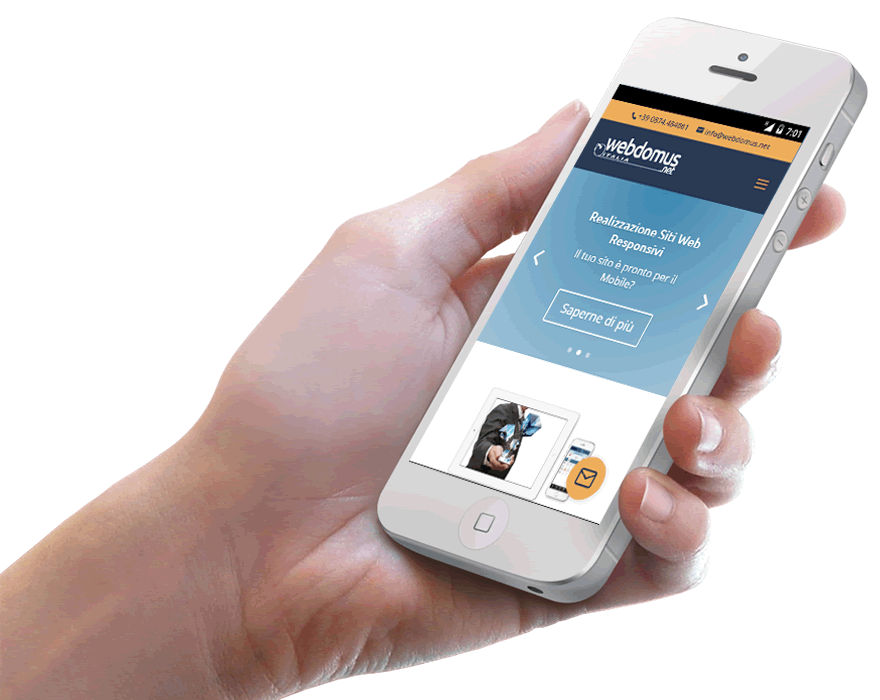 7:01
+39 0874.484861 info@webdomus.net
webdomus
ITALIA .net
Realizzazione Siti Web
Responsivi
Il tuo sito è pronto per il
Mobile?
Saperne di più